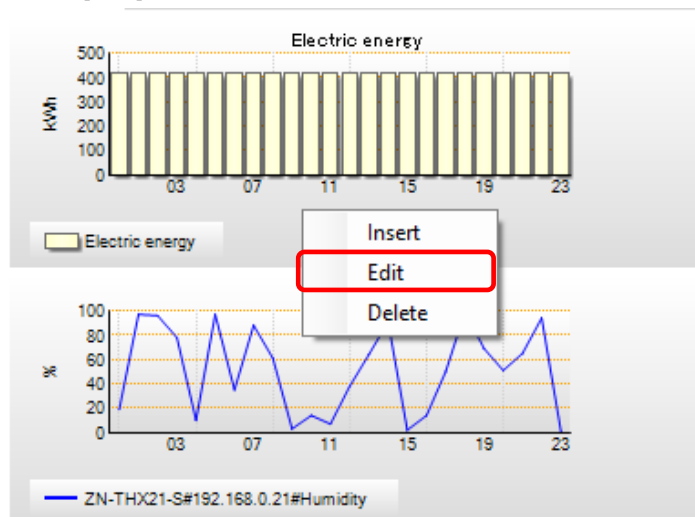 Electric energy
500
400
300
200
100
0
kWh
03 07 11 15 19 23
Electric energy
Insert
Edit
Delete
100
80
60
40
20
0
%
03 07 11 15 19 23
ZN-THX21-S#192.168.0.21#Humidity